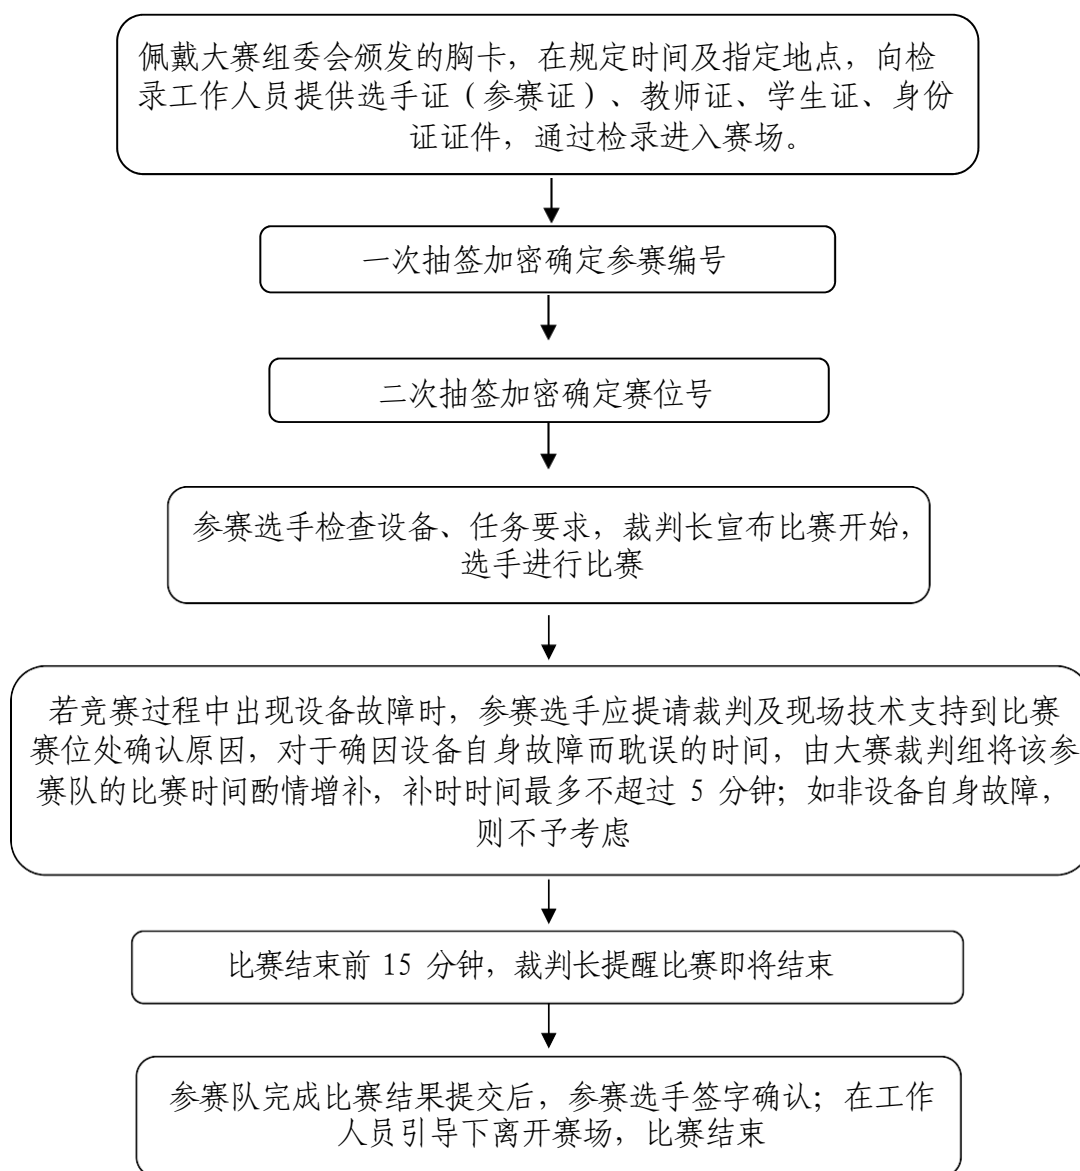 佩戴大赛组委会颁发的胸卡，在规定时间及指定地点，向检
录工作人员提供选手证（参赛证）、教师证、学生证、身份
证证件，通过检录进入赛场。
一次抽签加密确定参赛编号
二次抽签加密确定赛位号
参赛选手检查设备、任务要求，裁判长宣布比赛开始，
选手进行比赛
若竞赛过程中出现设备故障时，参赛选手应提请裁判及现场技术支持到比赛
赛位处确认原因，对于确因设备自身故障而耽误的时间，由大赛裁判组将该参
赛队的比赛时间酌情增补，补时时间最多不超过 5 分钟；如非设备自身故障，
则不予考虑
比赛结束前 15 分钟，裁判长提醒比赛即将结束
参赛队完成比赛结果提交后，参赛选手签字确认；在工作
人员引导下离开赛场，比赛结束